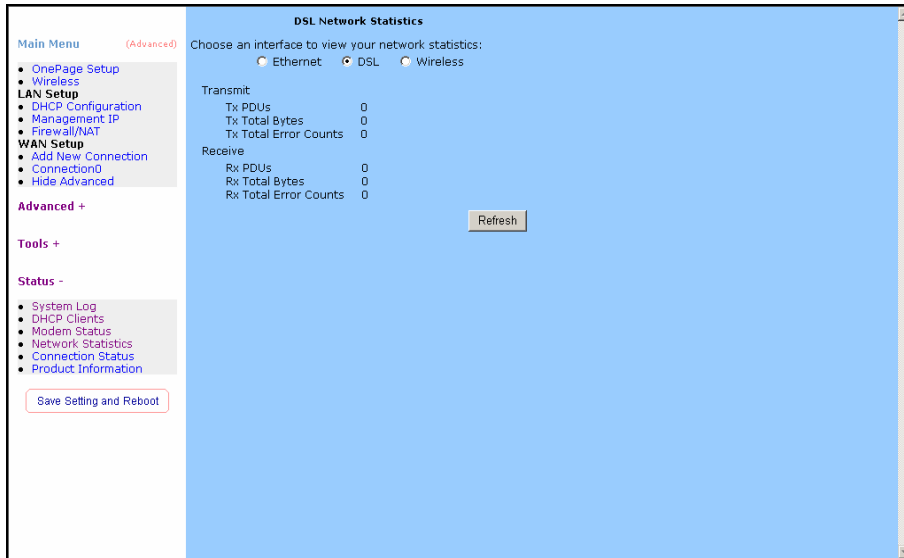 DSL Network Statistics
Main Menu (Advanced)
OnePage Setup
Wireless
LAN Setup
DHCP Configuration
Management IP
Firewall/NAT
WAN Setup
Add New Connection
Connection0
Hide Advanced
Advanced +
Tools +
Status -
System Log
DHCP Clients
Modem Status
Network Statistics
Connection Status
Product Information
Save Setting and Reboot
Choose an interface to view your network statistics:
Ethernet DSL Wireless
Transmit
Tx PDUs 0
Tx Total Bytes 0
Tx Total Error Counts 0
Receive
Rx PDUs 0
Rx Total Bytes 0
Rx Total Error Counts 0
Refresh